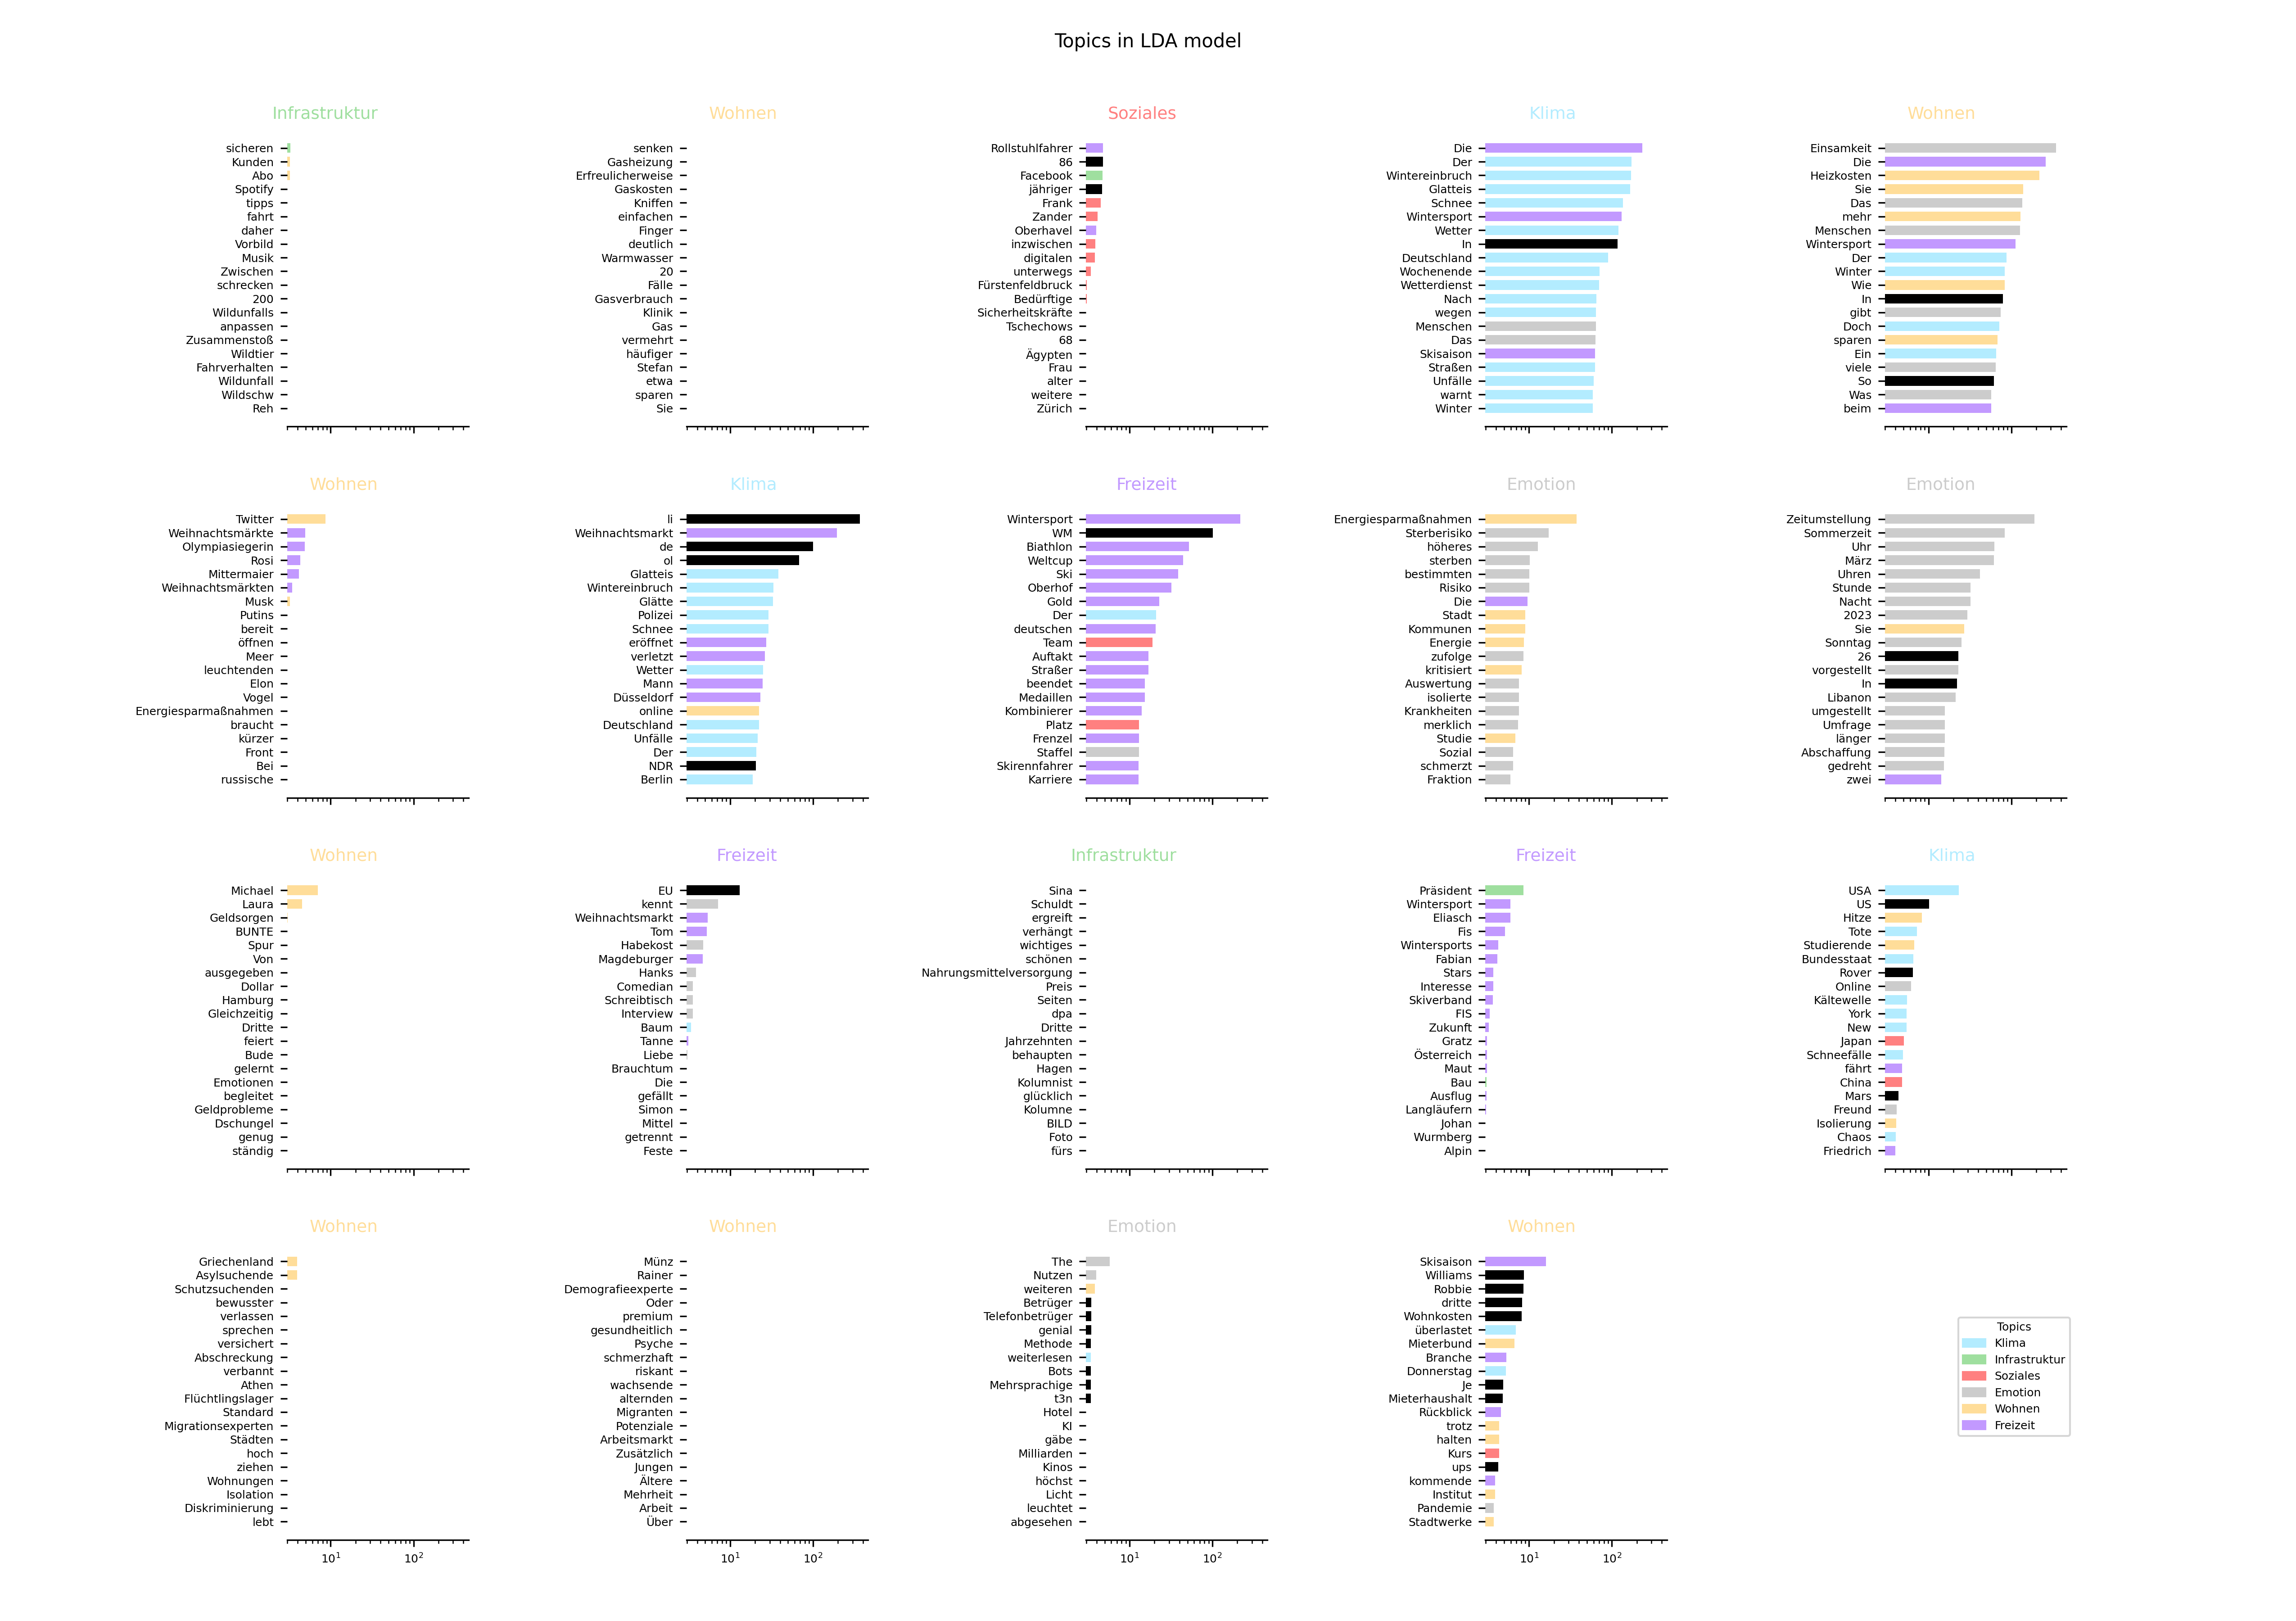 Topics in LDA model
Infrastruktur
sicheren
Kunden
Abo
Spotify
tipps
fahrt
daher
Vorbild
Musik
Zwischen
schrecken
200
Wildunfalls
anpassen
Zusammenstoß
Wildtier
Fahrverhalten
Wildunfall
Wildschw
Reh
Wohnen
senken
Gasheizung
Erfreulicherweise
Gaskosten
Kniffen
einfachen
Finger
deutlich
Warmwasser
20
Fälle
Gasverbrauch
Klinik
Gas
vermehrt
häufiger
Stefan
etwa
sparen
Sie
Soziales
Rollstuhlfahrer
86
Facebook
jähriger
Frank
Zander
Oberhavel
inzwischen
digitalen
unterwegs
Fürstenfeldbruck
Bedürftige
Sicherheitskräfte
Tschechows
68
Ägypten
Frau
alter
weitere
Zürich
Klima
Die
Der
Wintereinbruch
Glatteis
Schnee
Wintersport
Wetter
In
Deutschland
Wochenende
Wetterdienst
Nach
wegen
Menschen
Das
Skisaison
Straßen
Unfälle
warnt
Winter
Wohnen
Einsamkeit
Die
Heizkosten
Sie
Das
mehr
Menschen
Wintersport
Der
Winter
Wie
In
gibt
Doch
sparen
Ein
viele
So
Was
beim
Wohnen
Twitter
Weihnachtsmärkte
Olympiasiegerin
Rosi
Mittermaier
Weihnachtsmärkten
Musk
Putins
bereit
öffnen
Meer
leuchtenden
Elon
Vogel
Energiesparmaßnahmen
braucht
kürzer
Front
Bei
russische
Klima
li
Weihnachtsmarkt
de
ol
Glatteis
Wintereinbruch
Glätte
Polizei
Schnee
eröffnet
verletzt
Wetter
Mann
Düsseldorf
online
Deutschland
Unfälle
Der
NDR
Berlin
Freizeit
Wintersport
WM
Biathlon
Weltcup
Ski
Oberhof
Gold
Der
deutschen
Team
Auftakt
Straßer
beendet
Medaillen
Kombinierer
Platz
Frenzel
Staffel
Skirennfahrer
Karriere
Emotion
Energiesparmaßnahmen
Sterberisiko
höheres
sterben
bestimmten
Risiko
Die
Stadt
Kommunen
Energie
zufolge
kritisiert
Auswertung
isolierte
Krankheiten
merklich
Studie
Sozial
schmerzt
Fraktion
Emotion
Zeitumstellung
Sommerzeit
Uhr
März
Uhren
Stunde
Nacht
2023
Sie
Sonntag
26
vorgestellt
In
Libanon
umgestellt
Umfrage
länger
Abschaffung
gedreht
zwei
Wohnen
Michael
Laura
Geldsorgen
BUNTE
Spur
Von
ausgegeben
Dollar
Hamburg
Gleichzeitig
Dritte
feiert
Bude
gelernt
Emotionen
begleitet
Geldprobleme
Dschungel
genug
ständig
Freizeit
EU
kennt
Weihnachtsmarkt
Tom
Habekost
Magdeburger
Hanks
Comedian
Schreibtisch
Interview
Baum
Tanne
Liebe
Brauchtum
Die
gefällt
Simon
Mittel
getrennt
Feste
Infrastruktur
Sina
Schuldt
ergreift
verhängt
wichtiges
schönen
Nahrungsmittelversorgung
Preis
Seiten
dpa
Dritte
Jahrzehnten
behaupten
Hagen
Kolumnist
glücklich
Kolumne
BILD
Foto
fürs
Freizeit
Präsident
Wintersport
Eliasch
Fis
Wintersports
Fabian
Stars
Interesse
Skiverband
FIS
Zukunft
Gratz
Österreich
Maut
Bau
Ausflug
Langläufern
Johan
Wurmberg
Alpin
Klima
USA
US
Hitze
Tote
Studierende
Bundesstaat
Rover
Online
Kältewelle
York
New
Japan
Schneefälle
fährt
China
Mars
Freund
Isolierung
Chaos
Friedrich
Wohnen
Griechenland
Asylsuchende
Schutzsuchenden
bewusster
verlassen
sprechen
versichert
Abschreckung
verbannt
Athen
Flüchtlingslager
Standard
Migrationsexperten
Städten
hoch
ziehen
Wohnungen
Isolation
Diskriminierung
lebt
10¹ 10²
Wohnen
Münz
Rainer
Demografieexperte
Oder
premium
gesundheitlich
Psyche
schmerzhaft
riskant
wachsende
alternden
Migranten
Potenziale
Arbeitsmarkt
Zusätzlich
Jungen
Ältere
Mehrheit
Arbeit
Über
10¹ 10²
Emotion
The
Nutzen
weiteren
Betrüger
Telefonbetrüger
genial
Methode
weiterlesen
Bots
Mehrsprachige
t3n
Hotel
KI
gäbe
Milliarden
Kinos
höchst
Licht
leuchtet
abgesehen
10¹ 10²
Wohnen
Skisaison
Williams
Robbie
dritte
Wohnkosten
überlastet
Mieterbund
Branche
Donnerstag
Je
Mieterhaushalt
Rückblick
trotz
halten
Kurs
ups
kommende
Institut
Pandemie
Stadtwerke
10¹ 10²
Topics
Klima
Infrastruktur
Soziales
Emotion
Wohnen
Freizeit